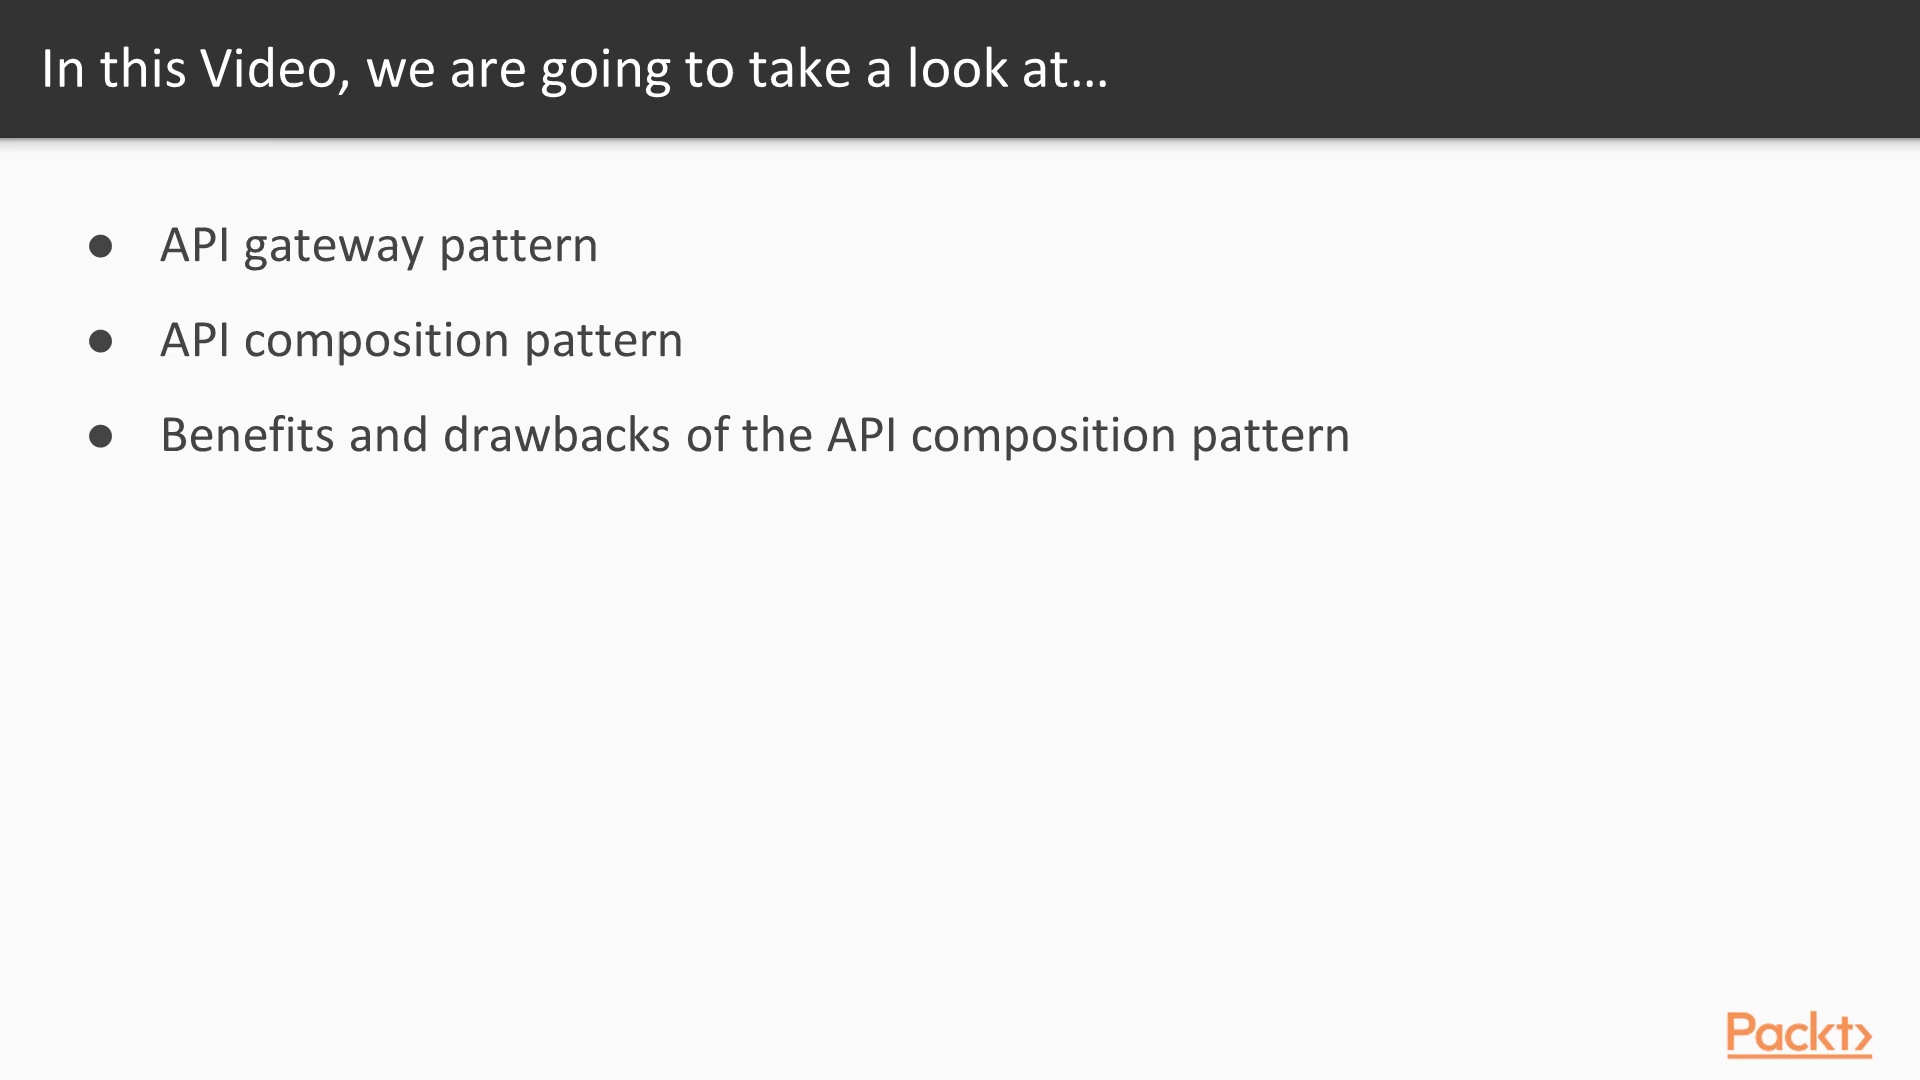 In this Video, we are going to take a look at...
● API gateway pattern
● API composition pattern
● Benefits and drawbacks of the API composition pattern
Packt>